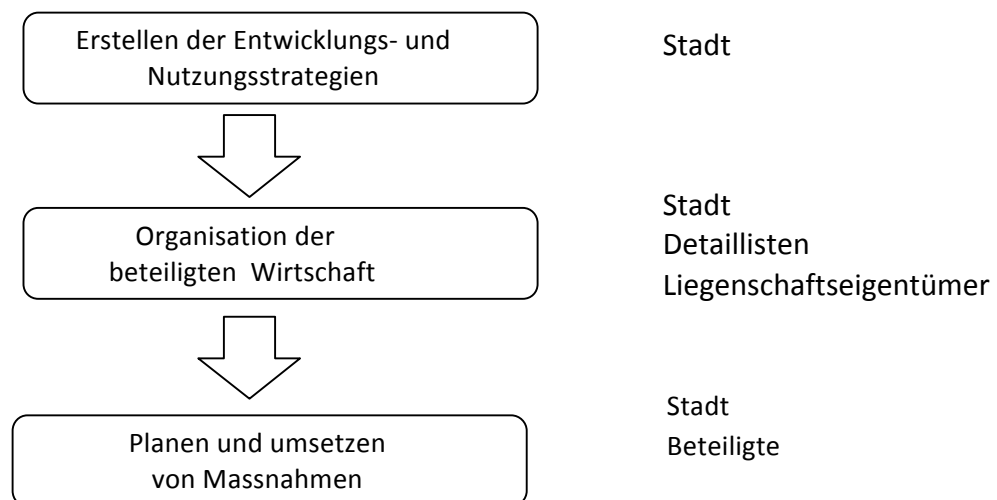 Erstellen der Entwicklungs- und
Nutzungsstrategien
Stadt
Organisation der
beteiligten Wirtschaft
Stadt
Detaillisten
Liegenschaftseigentümer
Planen und umsetzen
von Massnahmen
Stadt
Beteiligte